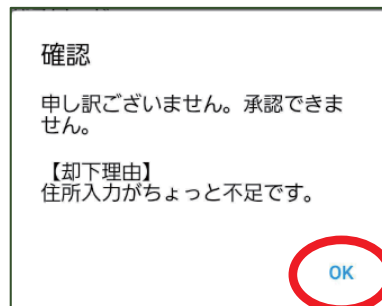 確認
申し訳ございません。承認できま
せん。
【却下理由】
住所入力がちょっと不足です。
OK